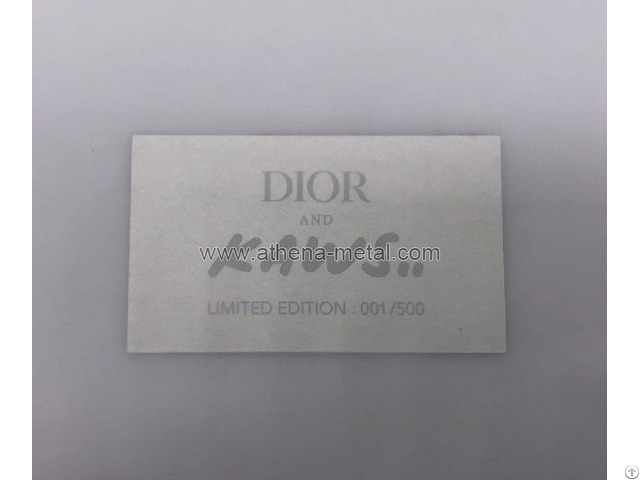 DIOR
AND
www.athena-metal.com
KAWS..
LIMITED EDITION : 001/500